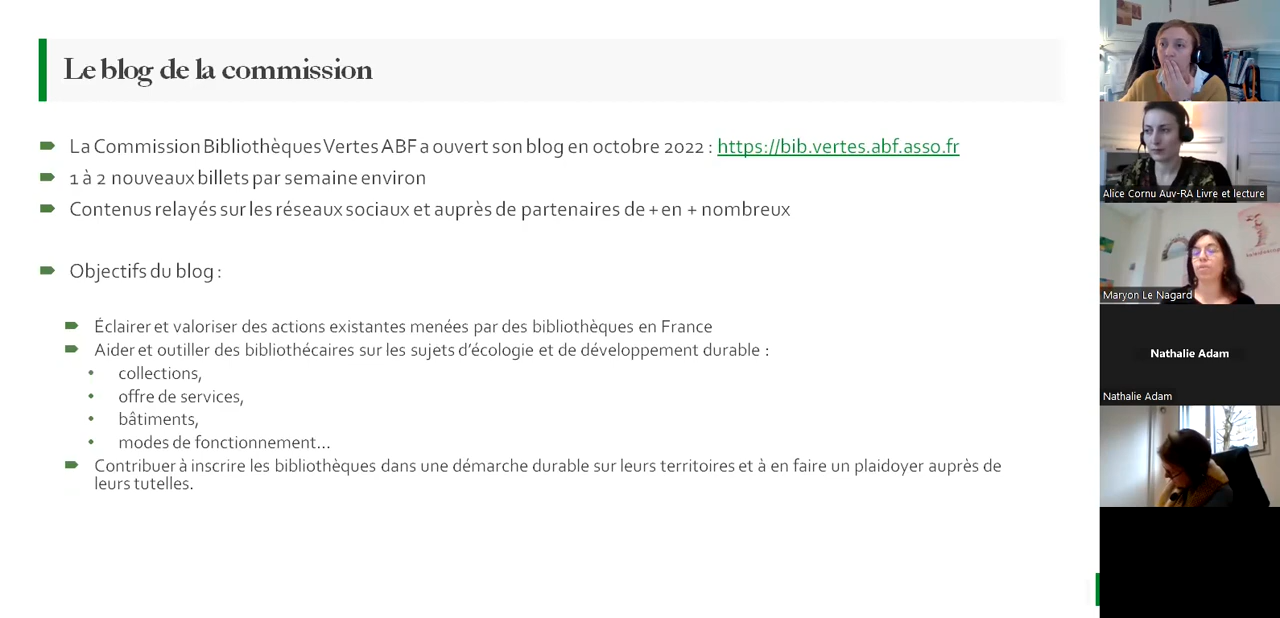 Le blog de la commission
La Commission Bibliothèques Vertes ABF a ouvert son blog en octobre 2022 : https://bib.vertes.abf.asso.fr
1 à 2 nouveaux billets par semaine environ
Contenus relayés sur les réseaux sociaux et auprès de partenaires de + en + nombreux
Objectifs du blog :
Éclairer et valoriser des actions existantes menées par des bibliothèques en France
Aider et outiller des bibliothécaires sur les sujets d'écologie et de développement durable :
collections,
offre de services,
bâtiments,
modes de fonctionnement...
Contribuer à inscrire les bibliothèques dans une démarche durable sur leurs territoires et à en faire un plaidoyer auprès de
leurs tutelles.
Alice Cornu Auv-RA Livre et lecture
Maryon Le Nagard
Nathalie Adam
Nathalie Adam